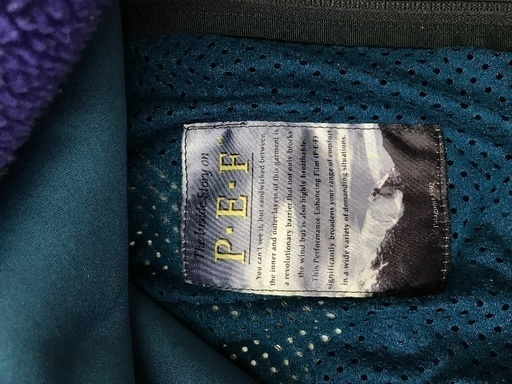 The Inside Story on
P·E·F™
You can't see it, but sandwiched between
the inner and outer layers of this garment is
a revolutionary barrier that not only blocks
the wind but is also highly breathable.
This Performance Enhancing Film (P·E·F)
significantly broadens your range of comfort
in a wide variety of demanding situations.